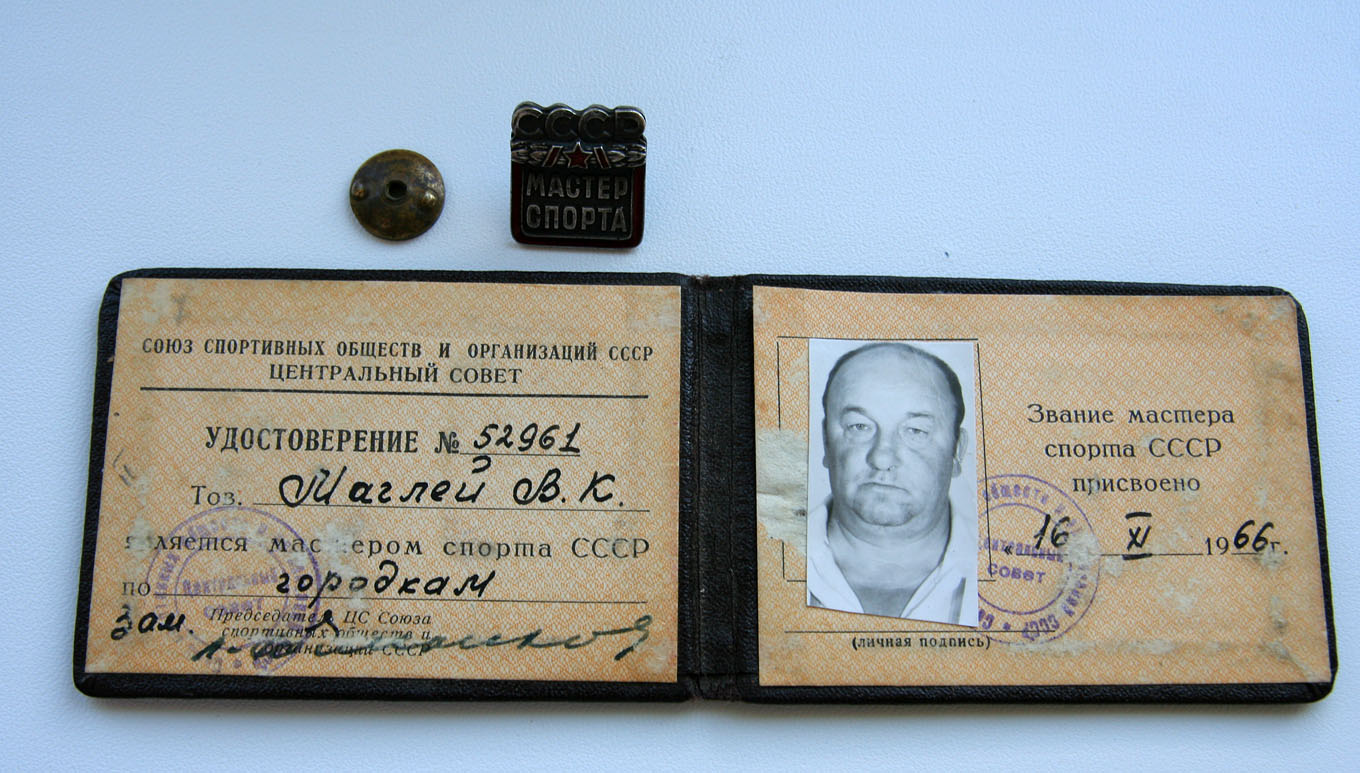 СССР
МАСТЕР
СПОРТА
СОЮЗ СПОРТИВНЫХ ОБЩЕСТВ И ОРГАНИЗАЦИЙ СССР
ЦЕНТРАЛЬНЫЙ СОВЕТ
УДОСТОВЕРЕНИЕ № 52961
Тов. Маглей В. К.
является мастером спорта СССР
по городкам
Зам. Председатель ЦС Союза
спортивных обществ и
организаций СССР
Звание мастера
спорта СССР
присвоено
«16 XI 1966 г.
совет
СССР
(личная подпись)